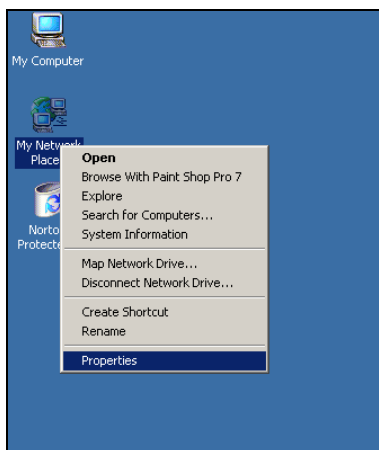 My Computer
My Network
Place
Open
Browse With Paint Shop Pro 7
Explore
Search for Computers...
System Information
Norto
Protecte
Map Network Drive...
Disconnect Network Drive...
Create Shortcut
Rename
Properties